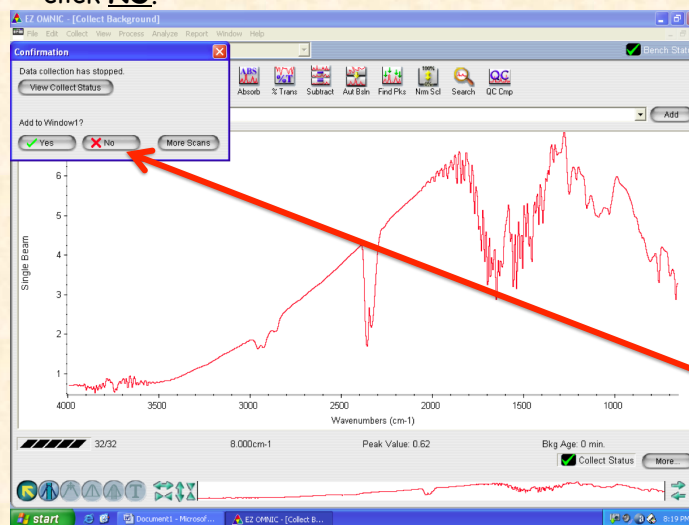 click NO.
EZ OMNIC - [Collect Background]
File Edit Collect View Process Analyze Report Window Help
Confirmation
Bench Statu
Data collection has stopped.
View Collect Status
Absorb % Trans Subtract Aut Bsln Find Pks Nrm Scl Search QC Cmp
ABS %T 100% QC
Add
Add to Window1?
Yes No More Scans
Single Beam
6
5
4
3
2
1
4000 3500 3000 2500 2000 1500 1000
Wavenumbers (cm-1)
32/32 8.000cm-1 Peak Value: 0.62 Bkg Age: 0 min.
Collect Status More...
T
start Document1 - Microsof... EZ OMNIC - [Collect B... 8:19 PM